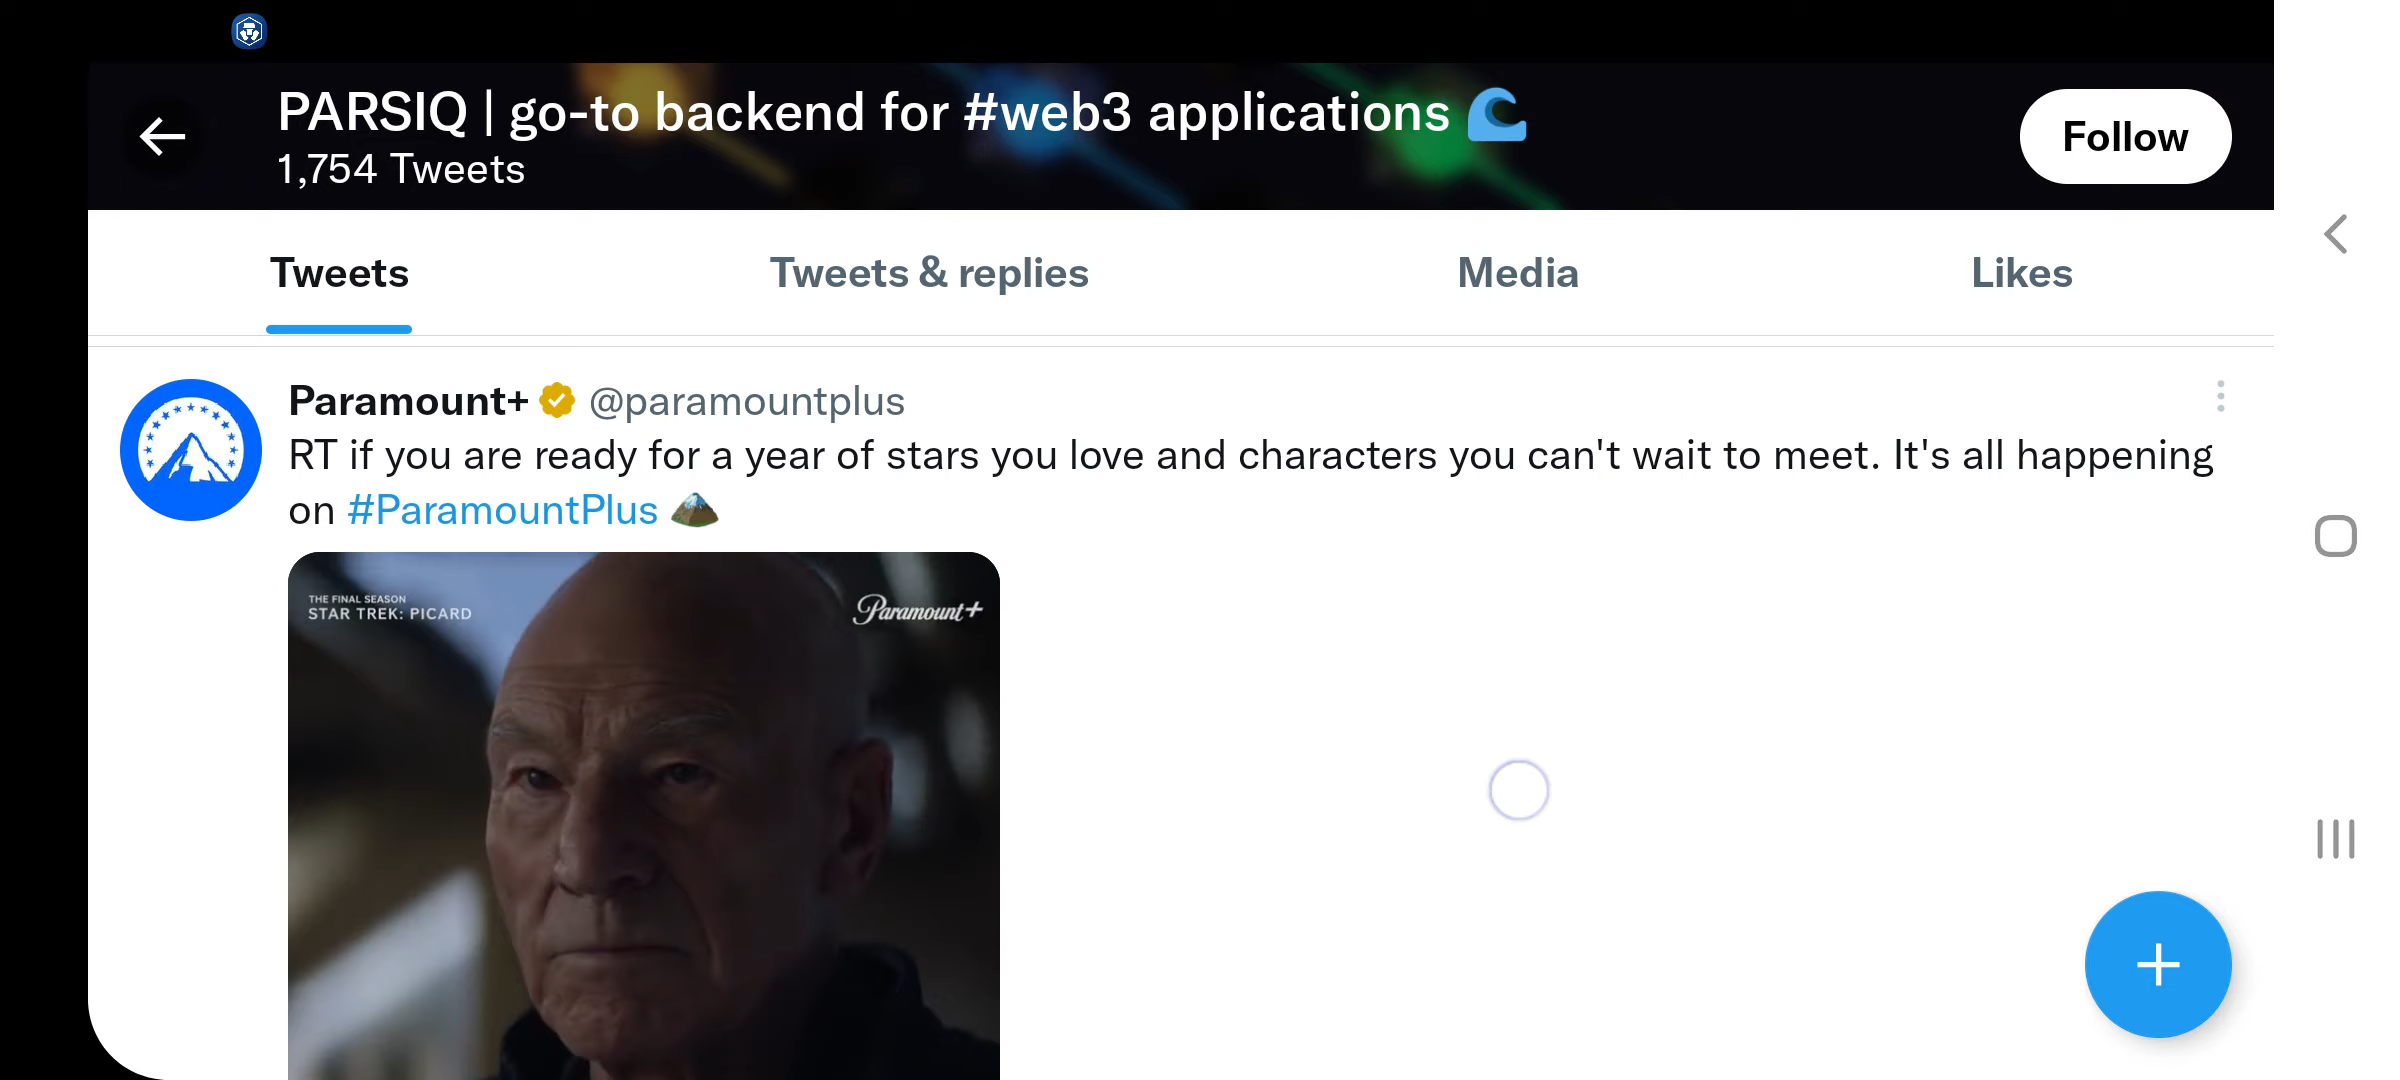 PARSIQ | go-to backend for #web3 applications 🌊
1,754 Tweets
Follow
Tweets
Tweets & replies
Media
Likes
Paramount+ @paramountplus
RT if you are ready for a year of stars you love and characters you can't wait to meet. It's all happening
on #ParamountPlus ⛰️
THE FINAL SEASON
STAR TREK: PICARD
Paramount+